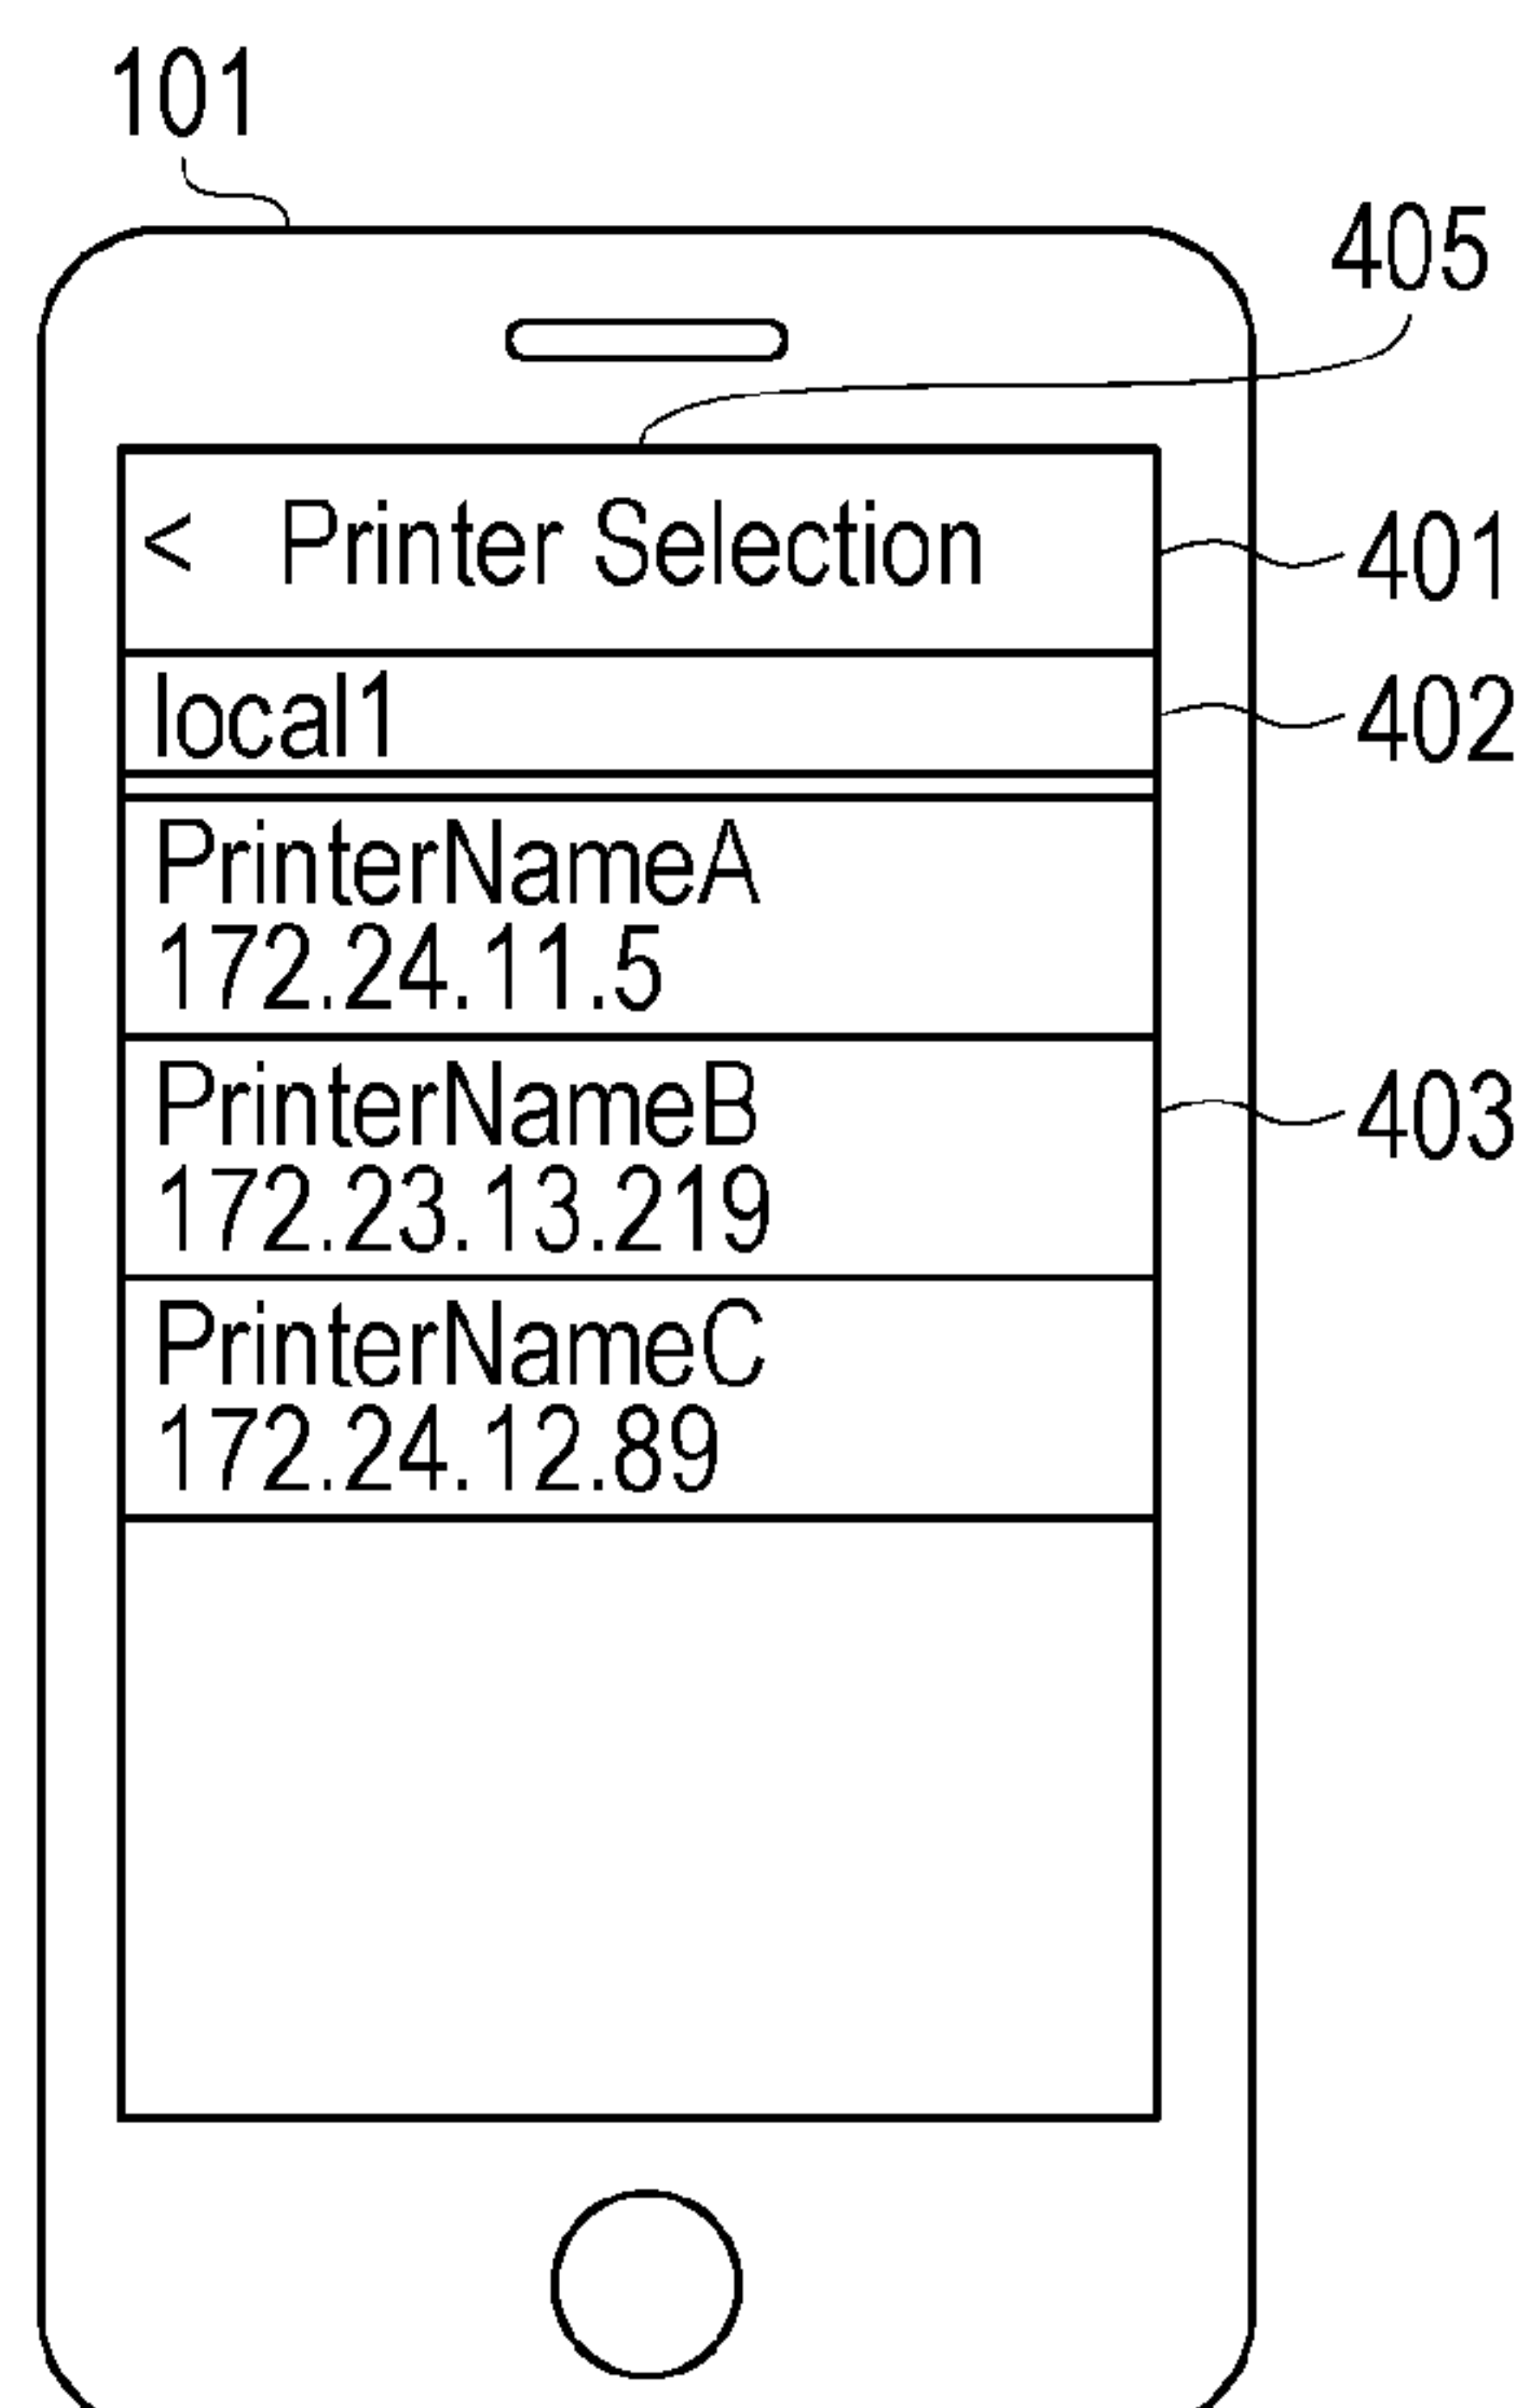 101
405
< Printer Selection
401
local1
402
PrinterNameA
172.24.11.5
PrinterNameB
403
172.23.13.219
PrinterNameC
172.24.12.89